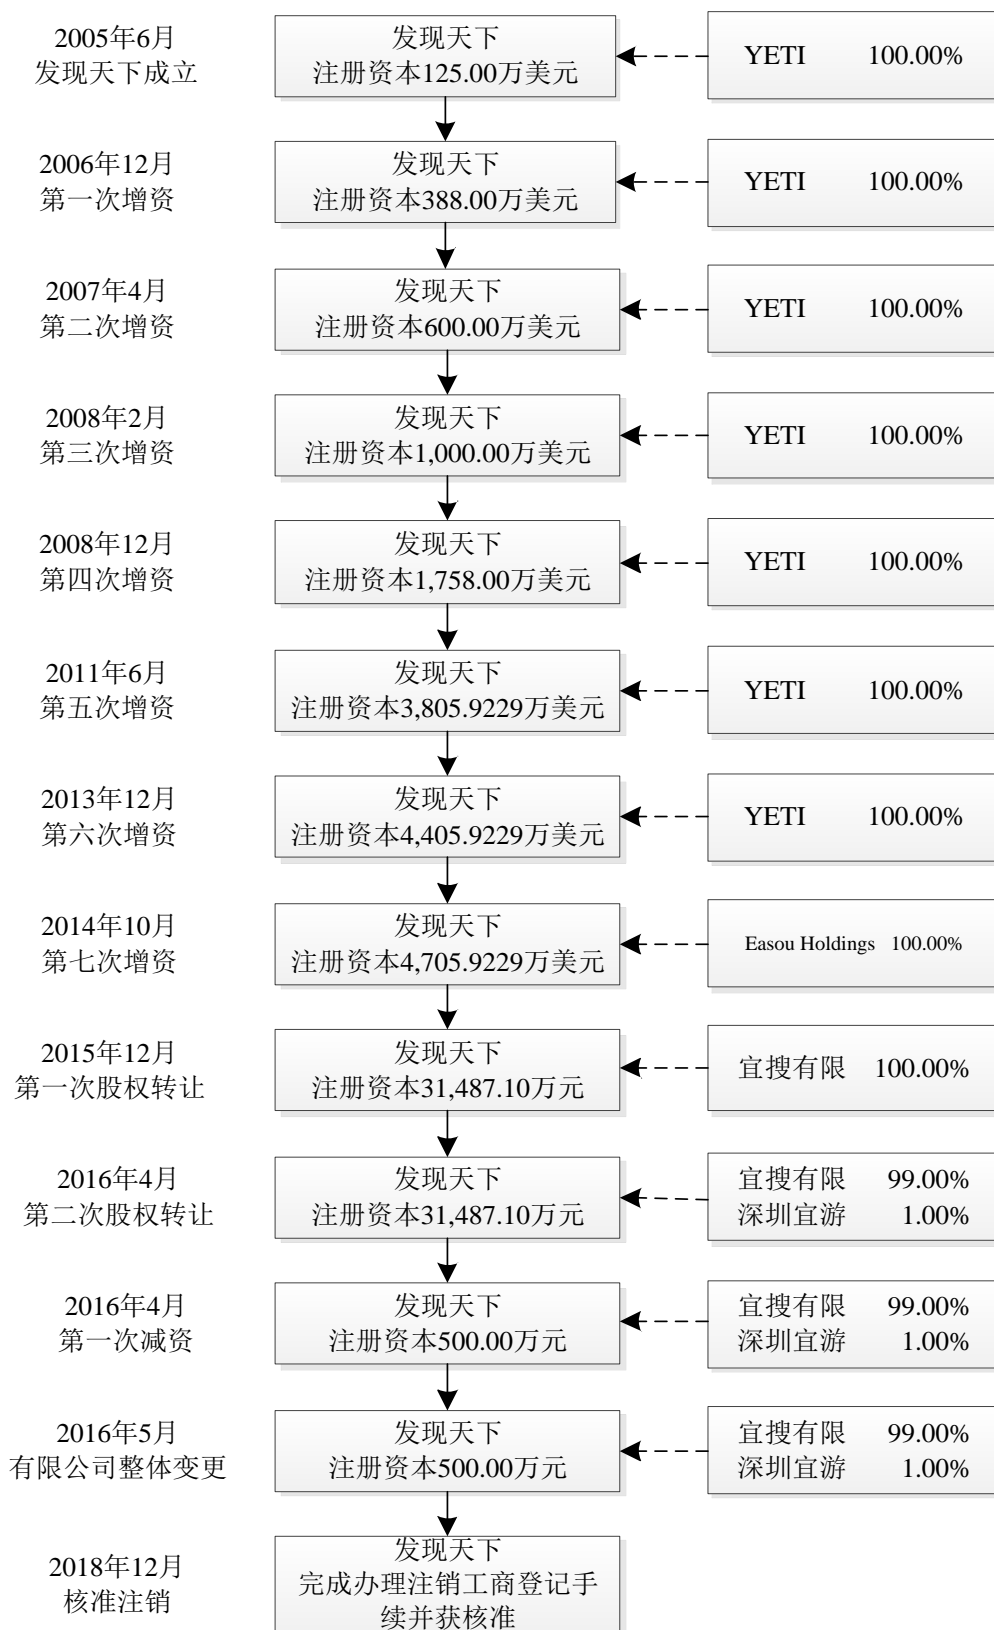 2005年6月
发现天下成立
发现天下
注册资本125.00万美元
YETI 100.00%
2006年12月
第一次增资
发现天下
注册资本388.00万美元
YETI 100.00%
2007年4月
第二次增资
发现天下
注册资本600.00万美元
YETI 100.00%
2008年2月
第三次增资
发现天下
注册资本1,000.00万美元
YETI 100.00%
2008年12月
第四次增资
发现天下
注册资本1,758.00万美元
YETI 100.00%
2011年6月
第五次增资
发现天下
注册资本3,805.9229万美元
YETI 100.00%
2013年12月
第六次增资
发现天下
注册资本4,405.9229万美元
YETI 100.00%
2014年10月
第七次增资
发现天下
注册资本4,705.9229万美元
Easou Holdings 100.00%
2015年12月
第一次股权转让
发现天下
注册资本31,487.10万元
宜搜有限 100.00%
2016年4月
第二次股权转让
发现天下
注册资本31,487.10万元
宜搜有限 99.00%
深圳宜游 1.00%
2016年4月
第一次减资
发现天下
注册资本500.00万元
宜搜有限 99.00%
深圳宜游 1.00%
2016年5月
有限公司整体变更
发现天下
注册资本500.00万元
宜搜有限 99.00%
深圳宜游 1.00%
2018年12月
核准注销
发现天下
完成办理注销工商登记手
续并获核准